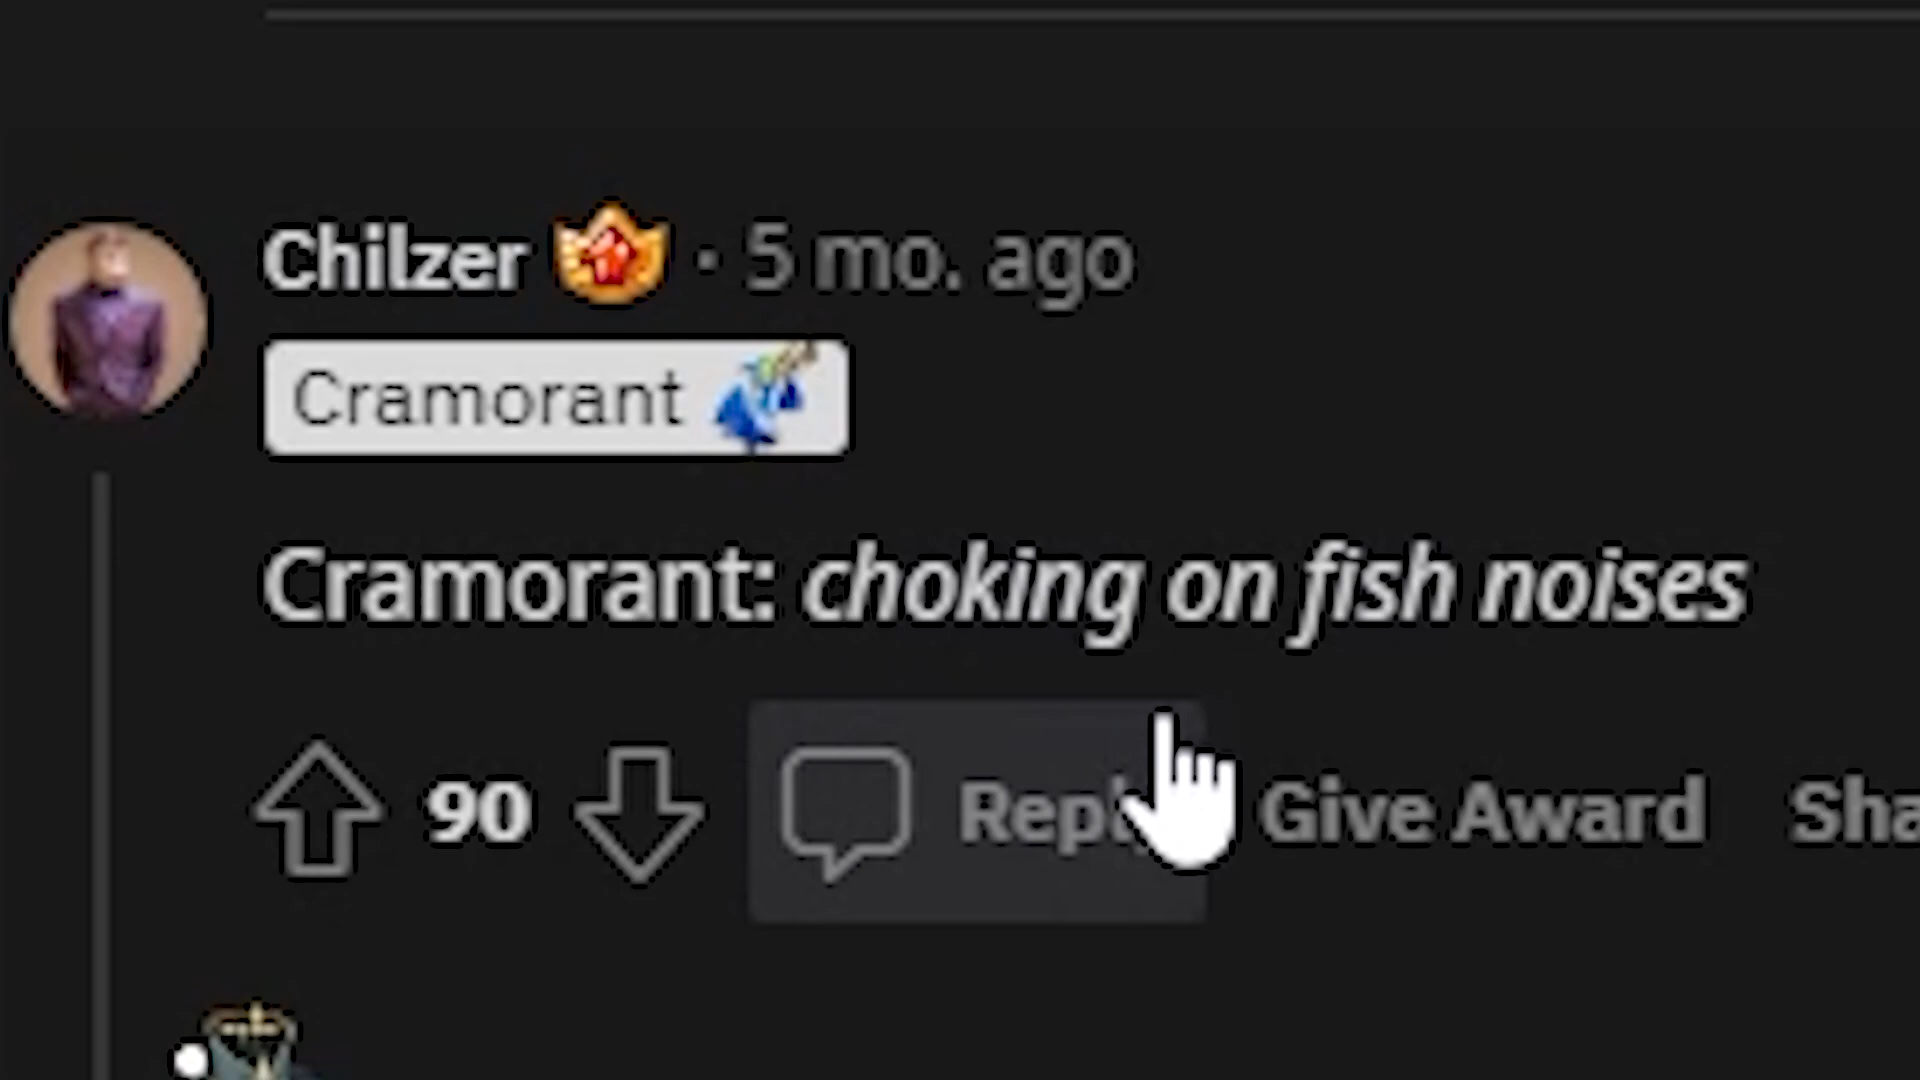 Chilzer · 5 mo. ago
Cramorant
Cramorant: choking on fish noises
90 Give Award